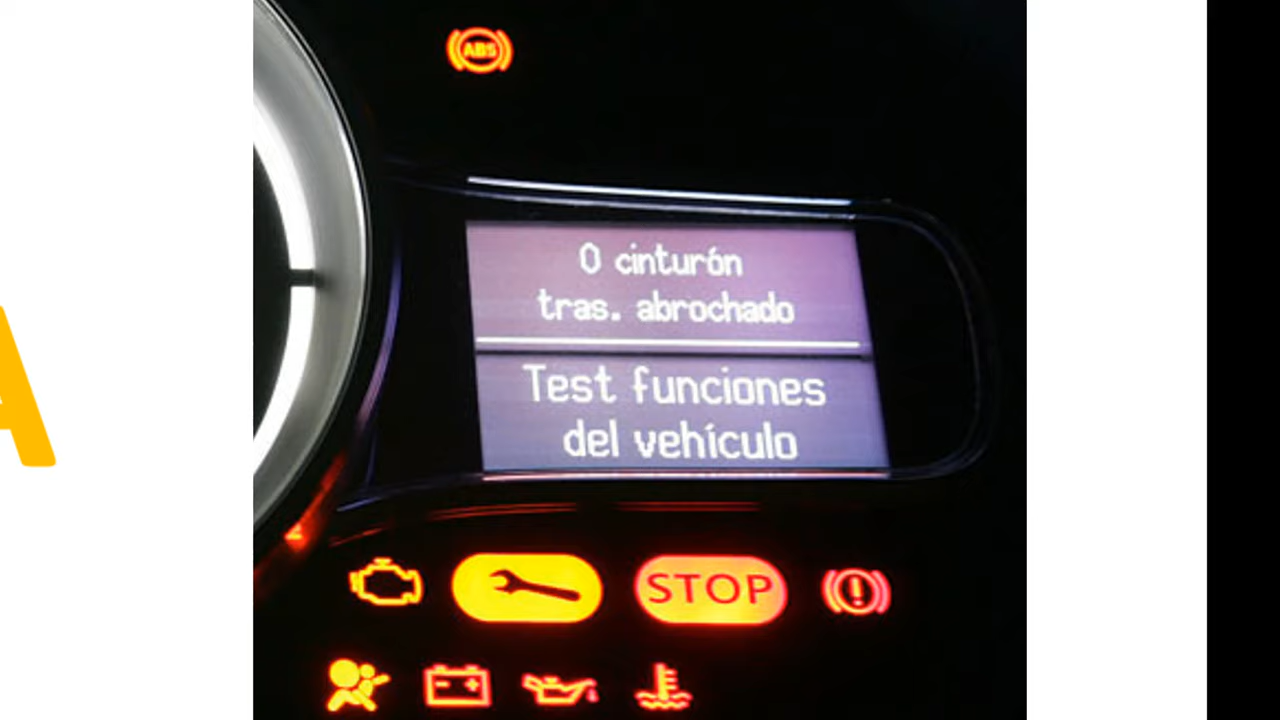 A
ABS
0 cinturón
tras. abrochado
Test funciones
del vehículo
STOP